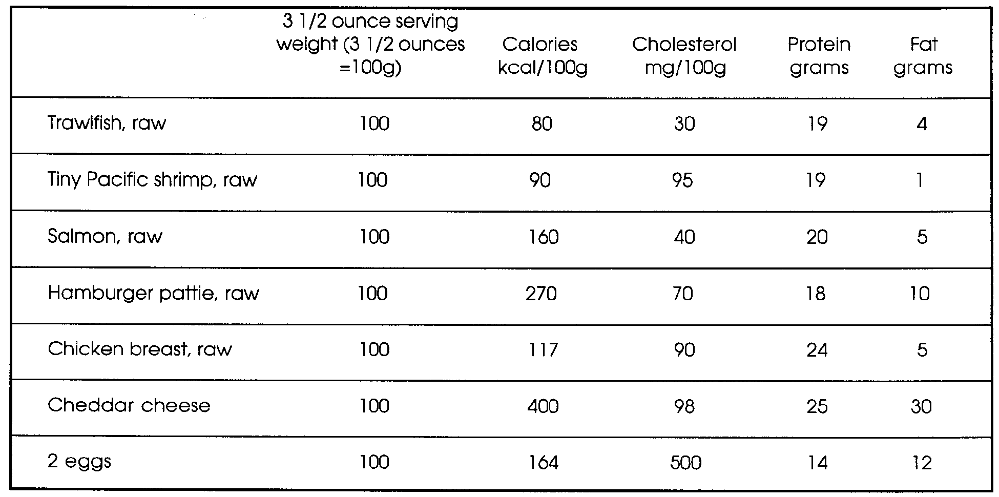 3 1/2 ounce serving
weight (3 1/2 ounces Calories Cholesterol Protein Fat
=100g) kcal/100g mg/100g grams grams
Trawlfish, raw 100 80 30 19 4
Tiny Pacific shrimp, raw 100 90 95 19 1
Salmon, raw 100 160 40 20 5
Hamburger pattie, raw 100 270 70 18 10
Chicken breast, raw 100 117 90 24 5
Cheddar cheese 100 400 98 25 30
2 eggs 100 164 500 14 12